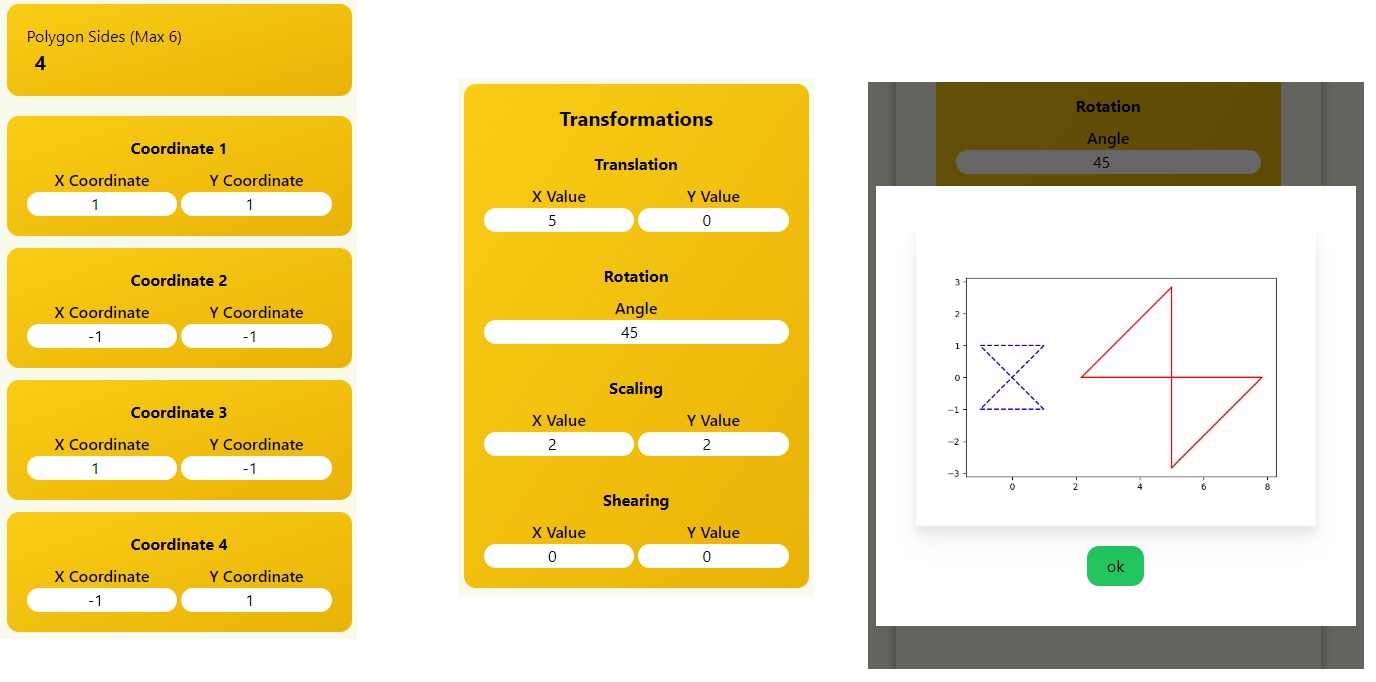 Polygon Sides (Max 6)
4
Coordinate 1
X Coordinate Y Coordinate
1 1
Coordinate 2
X Coordinate Y Coordinate
-1 -1
Coordinate 3
X Coordinate Y Coordinate
1 -1
Coordinate 4
X Coordinate Y Coordinate
-1 1
Transformations
Translation
X Value Y Value
5 0
Rotation
Angle
45
Scaling
X Value Y Value
2 2
Shearing
X Value Y Value
0 0
Rotation
Angle
45
3
2
1
0
−1
−2
−3
0 2 4 6 8
ok